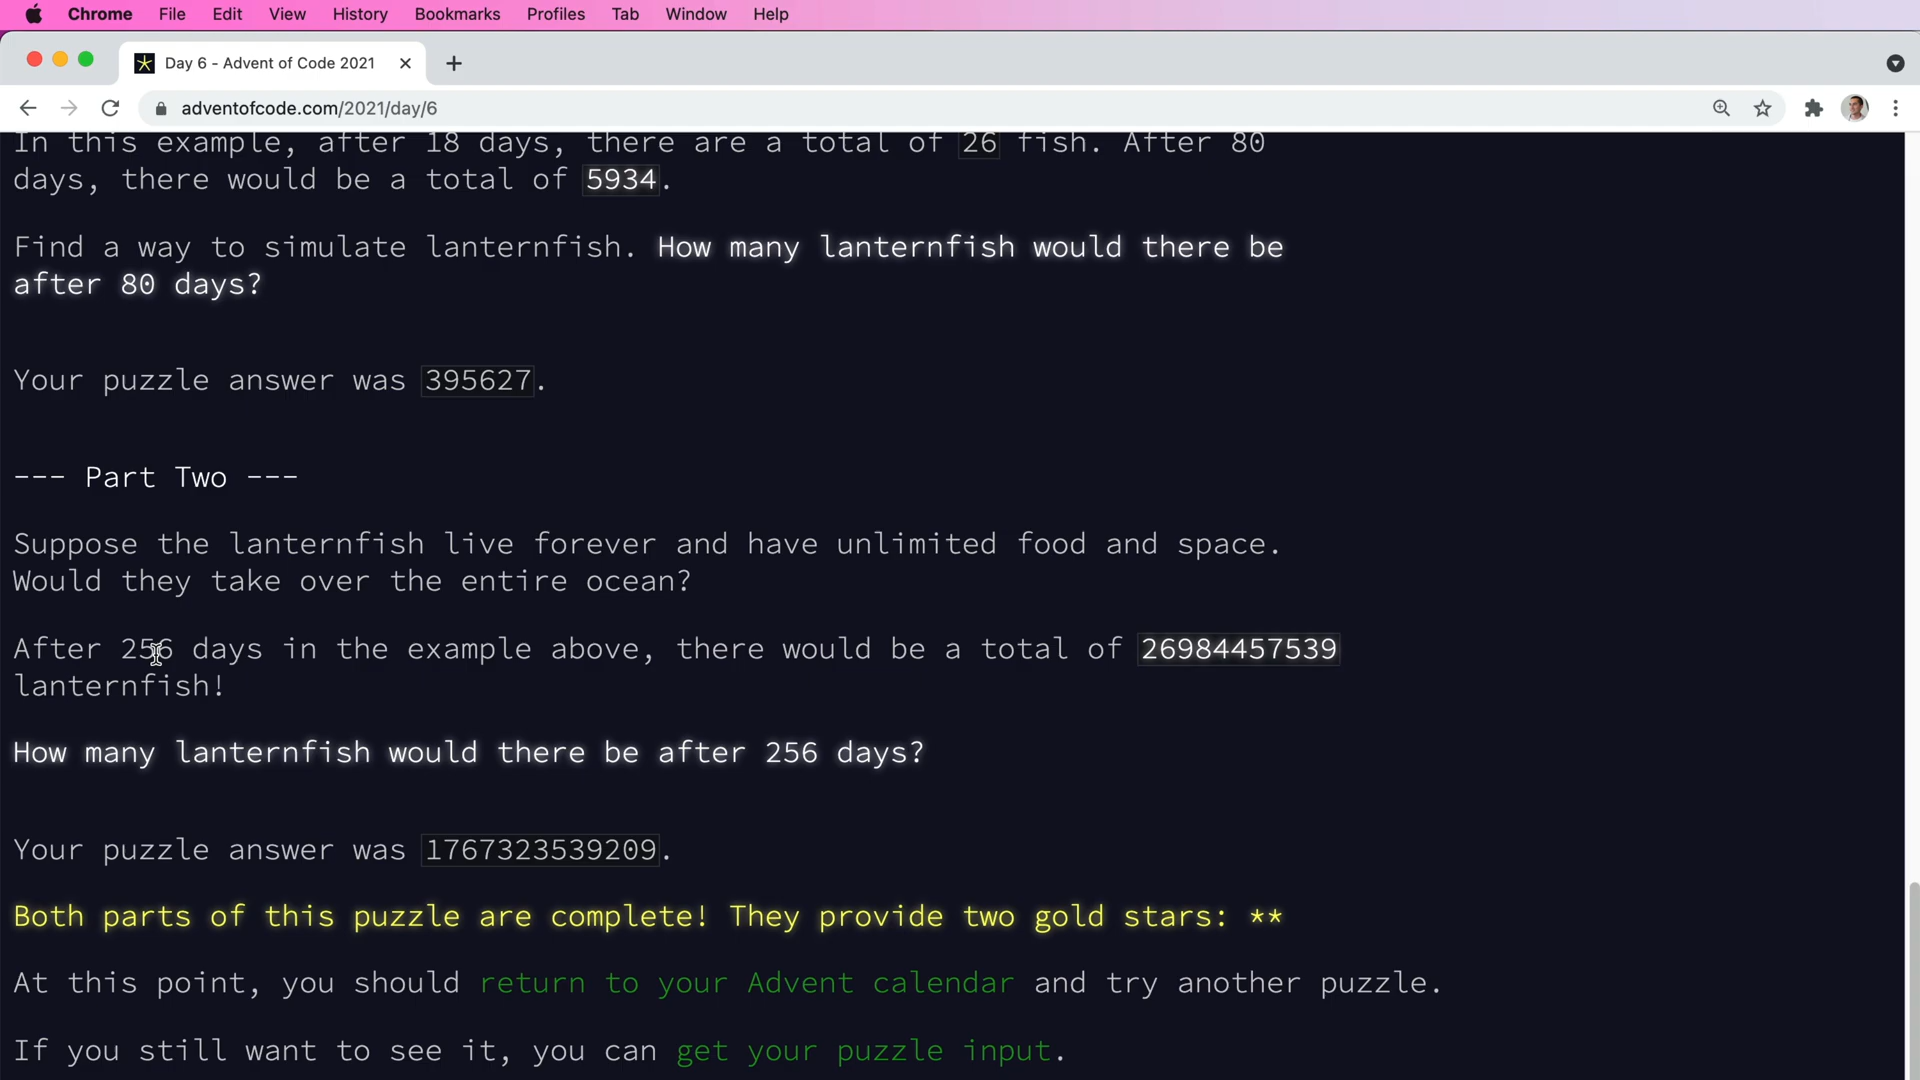 Chrome File Edit View History Bookmarks Profiles Tab Window Help
Day 6 - Advent of Code 2021
adventofcode.com/2021/day/6
In this example, after 18 days, there are a total of 26 fish. After 80
days, there would be a total of 5934.
Find a way to simulate lanternfish. How many lanternfish would there be
after 80 days?
Your puzzle answer was 395627.
--- Part Two ---
Suppose the lanternfish live forever and have unlimited food and space.
Would they take over the entire ocean?
After 256 days in the example above, there would be a total of 26984457539
lanternfish!
How many lanternfish would there be after 256 days?
Your puzzle answer was 1767323539209.
Both parts of this puzzle are complete! They provide two gold stars: **
At this point, you should return to your Advent calendar and try another puzzle.
If you still want to see it, you can get your puzzle input.